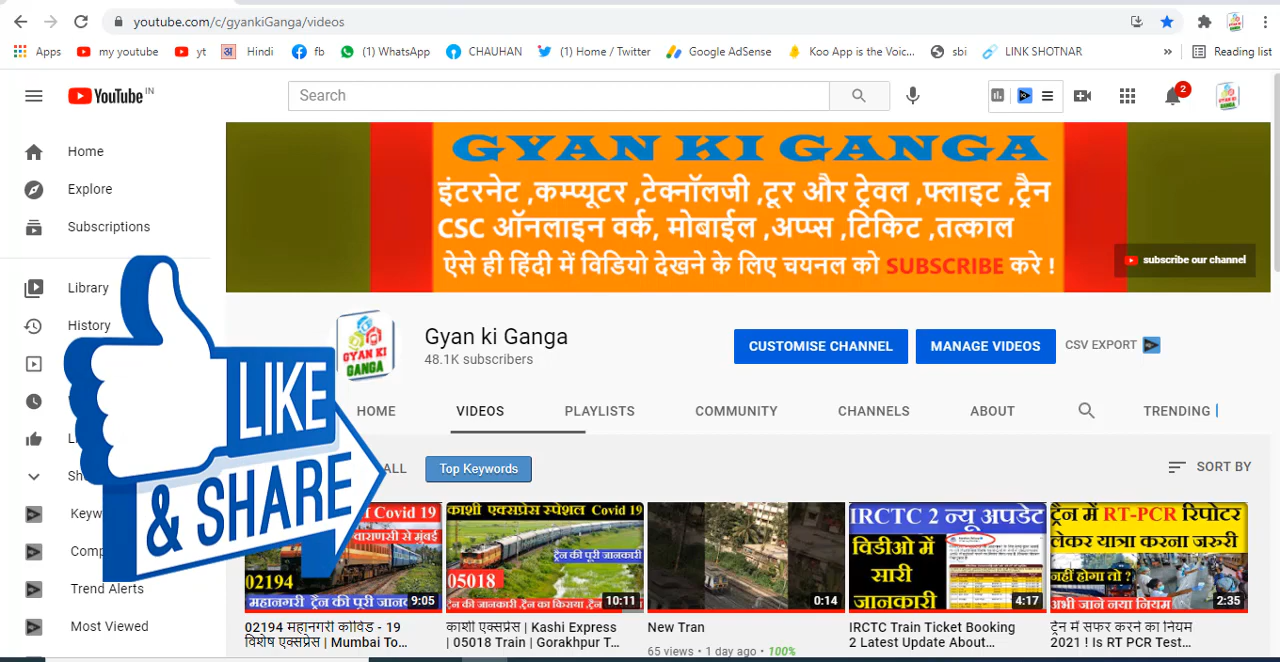 youtube.com/c/gyankiGanga/videos
Apps my youtube yt Hindi fb (1) WhatsApp CHAUHAN (1) Home / Twitter Google AdSense Koo App is the Voic... sbi LINK SHOTNAR » Reading list
YouTube IN
Search
2
Home
Explore
Subscriptions
Library
History
GYAN KI GANGA
इंटरनेट ,कम्प्यूटर ,टेक्नॉलजी ,टूर और ट्रेवल ,फ्लाइट ,ट्रैन
CSC ऑनलाइन वर्क, मोबाईल ,अप्प्स ,टिकिट ,तत्काल
ऐसे ही हिंदी में विडियो देखने के लिए चयनल को SUBSCRIBE करे !
subscribe our channel
GYAN KI GANGA
Gyan ki Ganga
48.1K subscribers
CUSTOMISE CHANNEL
MANAGE VIDEOS
CSV EXPORT
HOME VIDEOS PLAYLISTS COMMUNITY CHANNELS ABOUT TRENDING
LIKE
& SHARE
ALL
Top Keywords
SORT BY
Trend Alerts
Most Viewed
Covid 19
वाराणसी से मुंबई
02194
महानगरी ट्रैन की पूरी
9:05
काशी एक्सप्रेस स्पेशल Covid 19
ट्रैन की पूरी जानकारी
05018
ट्रैन की जानकारी ,ट्रैन का किराया
10:11
0:14
IRCTC 2 न्यू अपडेट
विडीओ में
सारी
जानकारी
4:17
ट्रैन में RT-PCR रिपोटर
लेकर यात्रा करना जरुरी
नहीं होगा तो ?
अभी जाने नया नियम
2:35
02194 महानगरी कोविड - 19
विशेष एक्सप्रेस | Mumbai To...
काशी एक्सप्रेस | Kashi Express
| 05018 Train | Gorakhpur T...
New Tran
65 views • 1 day ago • 100%
IRCTC Train Ticket Booking
2 Latest Update About...
ट्रैन में सफर करने का नियम
2021 ! Is RT PCR Test...